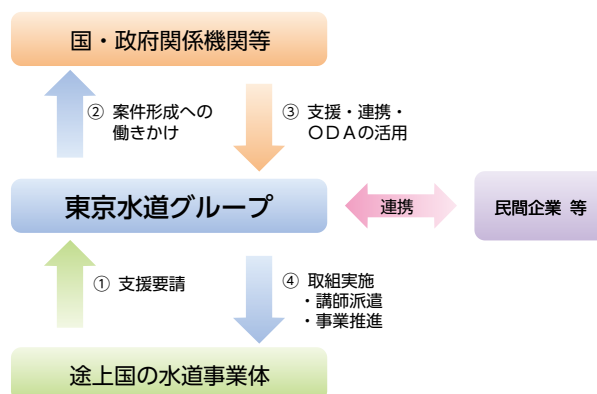 国・政府関係機関等
② 案件形成への
働きかけ
③ 支援・連携・
ＯＤＡの活用
東京水道グループ
連携
民間企業 等
① 支援要請
④ 取組実施
・講師派遣
・事業推進
途上国の水道事業体